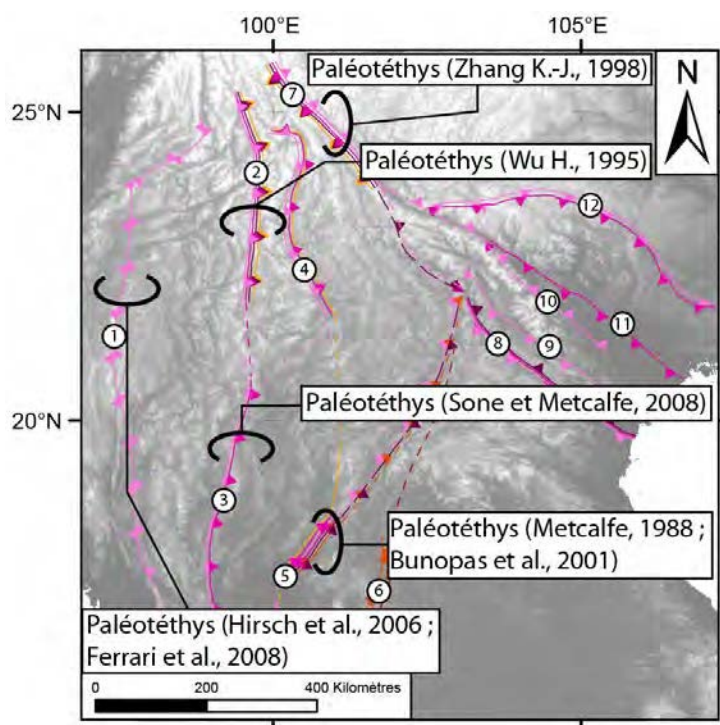 100°E
105°E
25°N
20°N
N
Paléotéthys (Zhang K.-J., 1998)
7
Paléotéthys (Wu H., 1995)
2
12
4
10
1
11
8
9
Paléotéthys (Sone et Metcalfe, 2008)
3
Paléotéthys (Metcalfe, 1988 ;
Bunopas et al., 2001)
5
6
Paléotéthys (Hirsch et al., 2006 ;
Ferrari et al., 2008)
0
200
400 Kilomètres